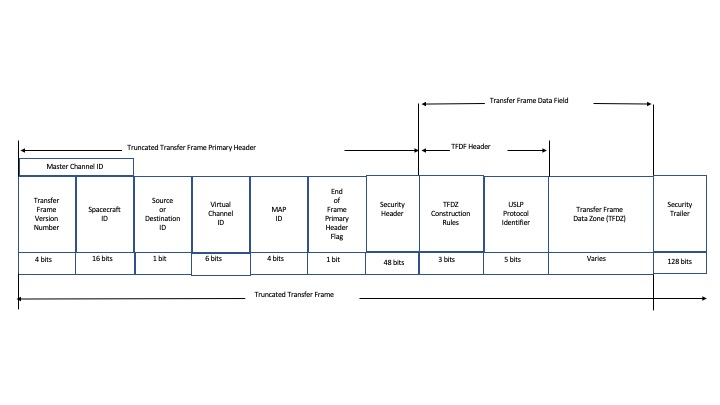 Transfer Frame Data Field
Truncated Transfer Frame Primary Header
TFDF Header
Master Channel ID
Transfer
Frame
Version
Number
Spacecraft
ID
Source
or
Destination
ID
Virtual
Channel
ID
MAP
ID
End
of
Frame
Primary
Header
Flag
Security
Header
TFDZ
Construction
Rules
USLP
Protocol
Identifier
Transfer Frame
Data Zone (TFDZ)
Security
Trailer
4 bits
16 bits
1 bit
6 bits
4 bits
1 bit
48 bits
3 bits
5 bits
Varies
128 bits
Truncated Transfer Frame